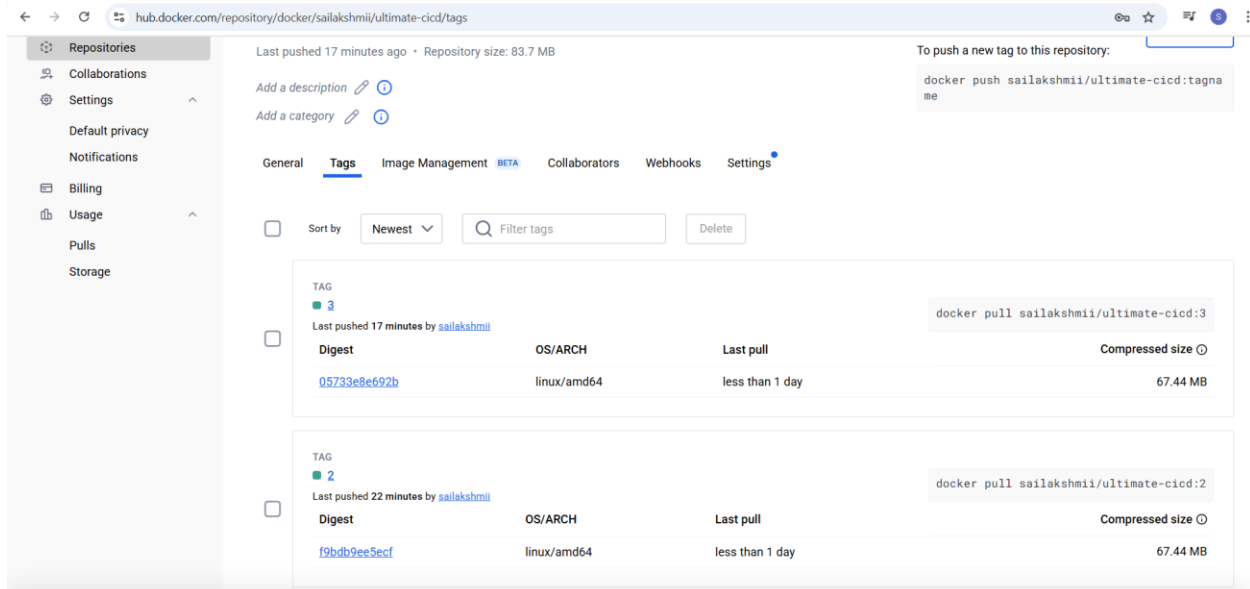 hub.docker.com/repository/docker/sailakshmii/ultimate-cicd/tags
S
Repositories
Collaborations
Settings
Default privacy
Notifications
Billing
Usage
Pulls
Storage
Last pushed 17 minutes ago • Repository size: 83.7 MB
Add a description
Add a category
To push a new tag to this repository:
docker push sailakshmii/ultimate-cicd:tagna
me
General Tags Image Management BETA Collaborators Webhooks Settings
Sort by Newest Filter tags Delete
TAG
3
Last pushed 17 minutes by sailakshmii
docker pull sailakshmii/ultimate-cicd:3
Digest OS/ARCH Last pull Compressed size
05733e8e692b linux/amd64 less than 1 day 67.44 MB
TAG
2
Last pushed 22 minutes by sailakshmii
docker pull sailakshmii/ultimate-cicd:2
Digest OS/ARCH Last pull Compressed size
f9bdb9ee5ecf linux/amd64 less than 1 day 67.44 MB